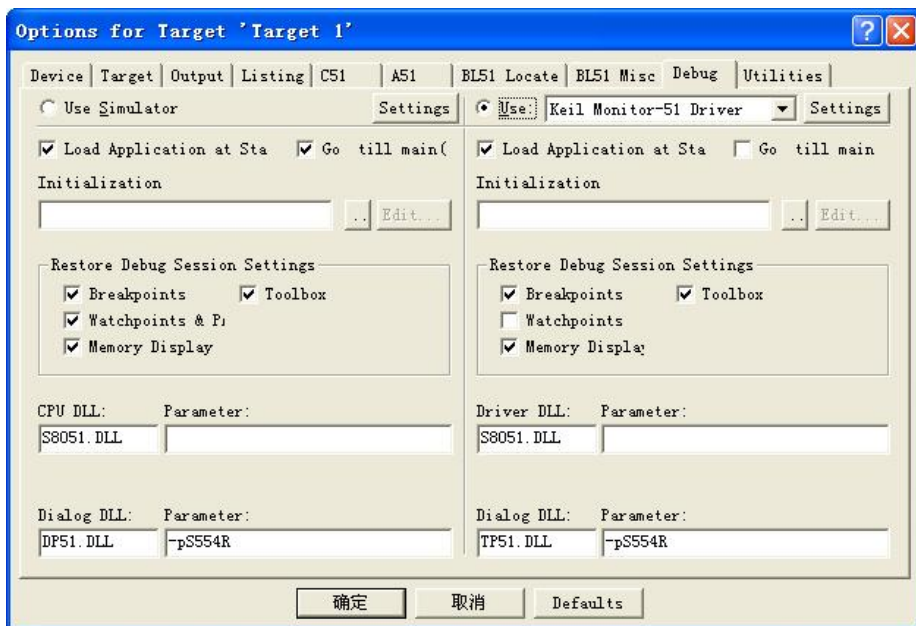 Options for Target 'Target 1'
Device Target Output Listing C51 A51 BL51 Locate BL51 Misc Debug Utilities
Use Simulator Settings Use: Keil Monitor-51 Driver Settings
Load Application at Sta Go till main( Load Application at Sta Go till main
Initialization Initialization
.. Edit... .. Edit...
Restore Debug Session Settings Restore Debug Session Settings
Breakpoints Toolbox Breakpoints Toolbox
Watchpoints & Pa Watchpoints
Memory Display Memory Display
CPU DLL: Parameter: Driver DLL: Parameter:
S8051.DLL S8051.DLL
Dialog DLL: Parameter: Dialog DLL: Parameter:
DP51.DLL -pS554R TP51.DLL -pS554R
确定 取消 Defaults